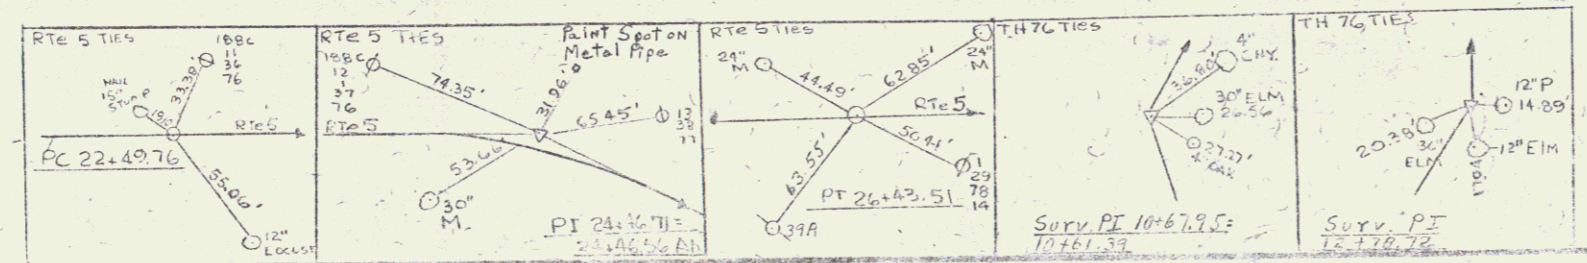 RTe 5 TIES
188C
11
36
76
33.38'
NAIL
15"
STUMP
RTe 5
PC 22+49.76
55.06'
12"
LOCUST
RTe 5 TIES
Paint Spot on
Metal Pipe
188C
12
1
37
76
74.35'
31.96'
65.45'
13
38
77
RTe 5
53.66'
30"
M
PI 24+46.71=
24+46.56 Ah
RTe 5 TIES
24"
M
44.49'
62.85'
24"
M
RTe 5
63.55'
50.41'
1
29
78
14
PT 26+43.51
39A
TH 76 TIES
4"
CHY.
36.80'
30" ELM
26.56
27.27'
OAK
Surv. PI 10+67.95=
10+61.39
TH 76 TIES
12" P
14.89'
20.38'
36"
ELM
12" Elm
17.04
Surv. PI
12+78.72